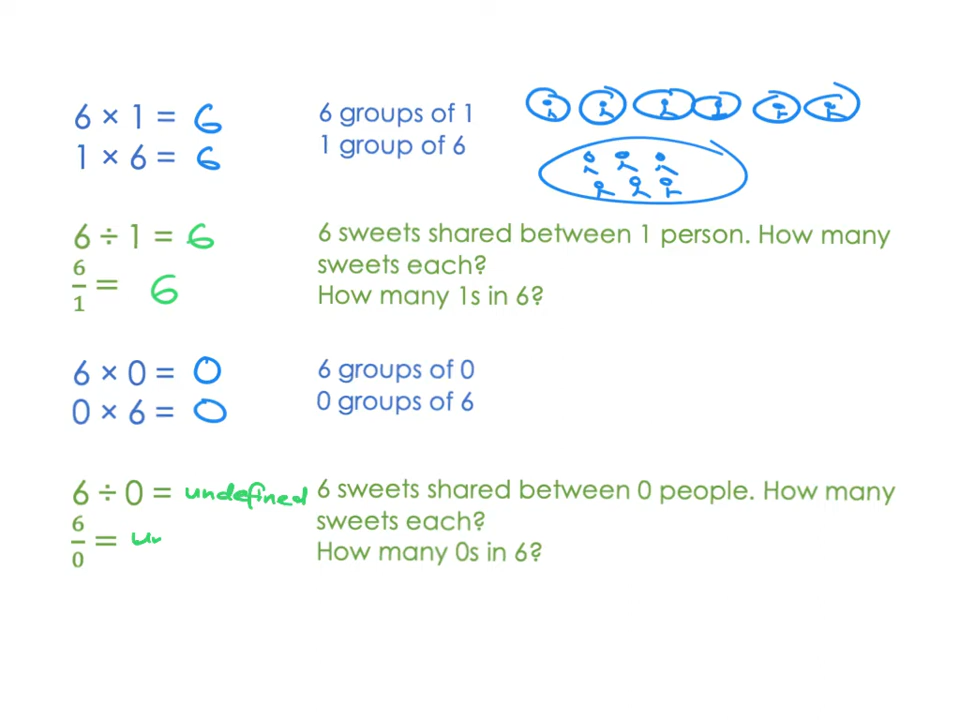 6 × 1 = 6
1 × 6 = 6
6 groups of 1
1 group of 6
6 ÷ 1 = 6
6/1 = 6
6 sweets shared between 1 person. How many
sweets each?
How many 1s in 6?
6 × 0 = 0
0 × 6 = 0
6 groups of 0
0 groups of 6
6 ÷ 0 = undefined
6/0 = un
6 sweets shared between 0 people. How many
sweets each?
How many 0s in 6?